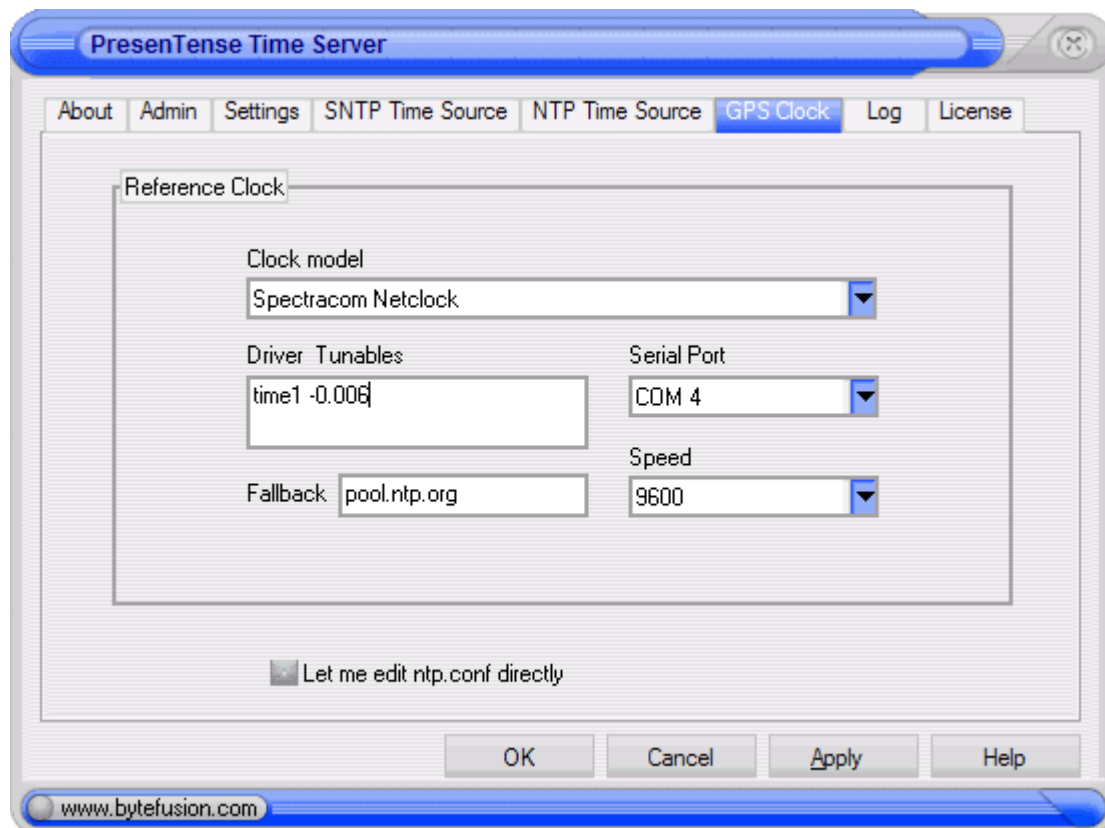 PresenTense Time Server
About Admin Settings SNTP Time Source NTP Time Source GPS Clock Log License
Reference Clock
Clock model
Spectracom Netclock
Driver Tunables Serial Port
time1 -0.006 COM 4
Speed
Fallback pool.ntp.org 9600
Let me edit ntp.conf directly
OK Cancel Apply Help
www.bytefusion.com